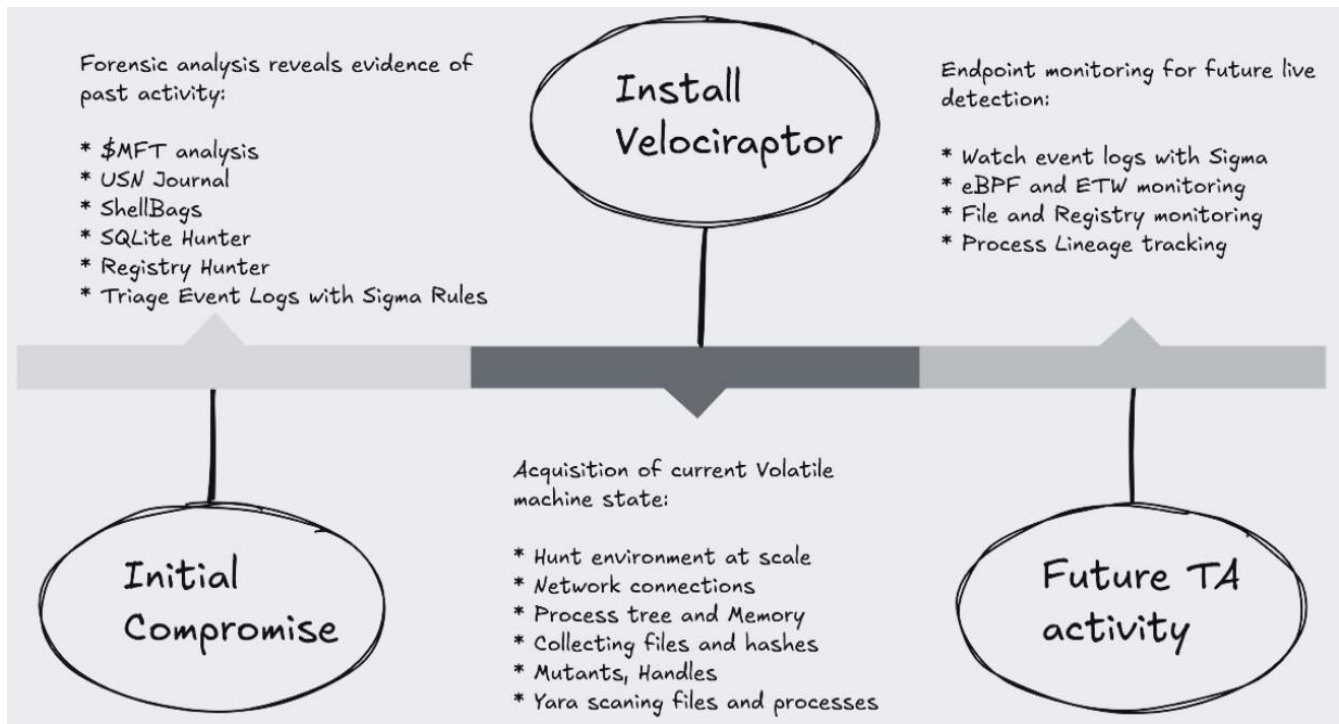 Forensic analysis reveals evidence of
past activity:
* $MFT analysis
* USN Journal
* ShellBags
* SQLite Hunter
* Registry Hunter
* Triage Event Logs with Sigma Rules
Install
Velociraptor
Endpoint monitoring for future live
detection:
* Watch event logs with Sigma
* eBPF and ETW monitoring
* File and Registry monitoring
* Process Lineage tracking
Initial
Compromise
Acquisition of current Volatile
machine state:
* Hunt environment at scale
* Network connections
* Process tree and Memory
* Collecting files and hashes
* Mutants, Handles
* Yara scaning files and processes
Future TA
activity